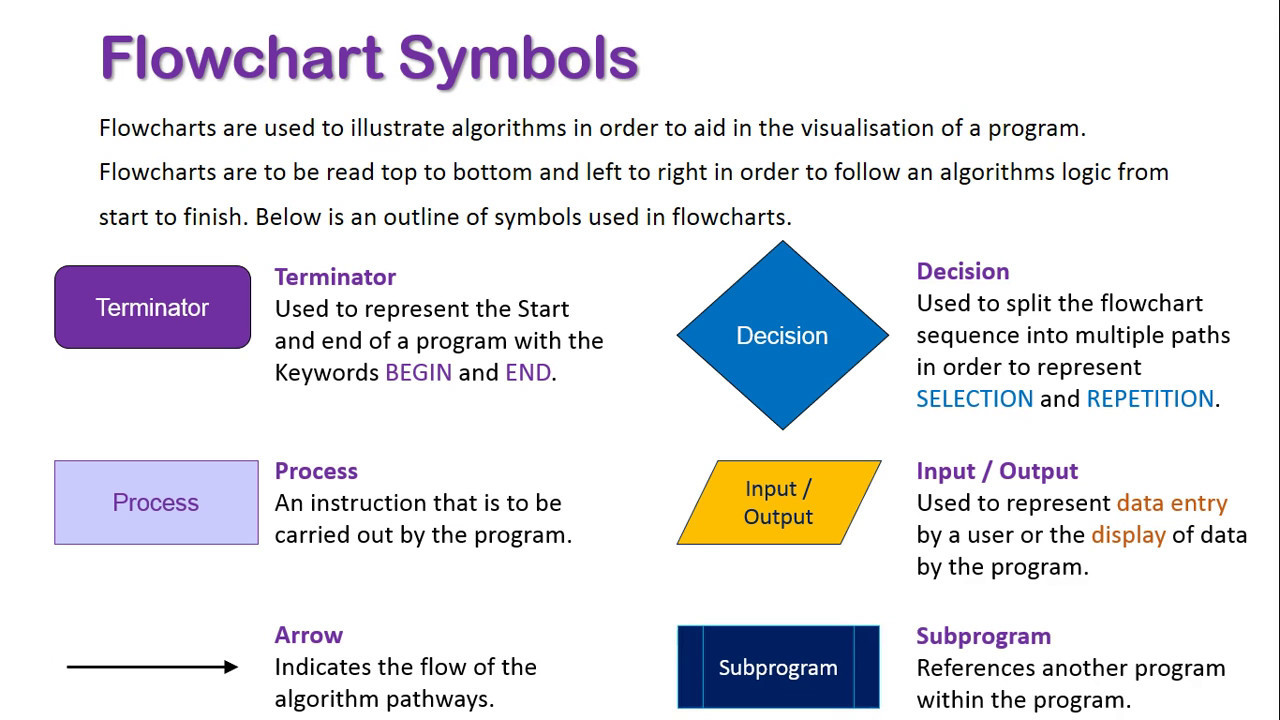 Flowchart Symbols
Flowcharts are used to illustrate algorithms in order to aid in the visualisation of a program.
Flowcharts are to be read top to bottom and left to right in order to follow an algorithms logic from
start to finish. Below is an outline of symbols used in flowcharts.
Terminator
Terminator
Used to represent the Start
and end of a program with the
Keywords BEGIN and END.
Decision
Decision
Used to split the flowchart
sequence into multiple paths
in order to represent
SELECTION and REPETITION.
Process
Process
An instruction that is to be
carried out by the program.
Input /
Output
Input / Output
Used to represent data entry
by a user or the display of data
by the program.
Arrow
Indicates the flow of the
algorithm pathways.
Subprogram
Subprogram
References another program
within the program.